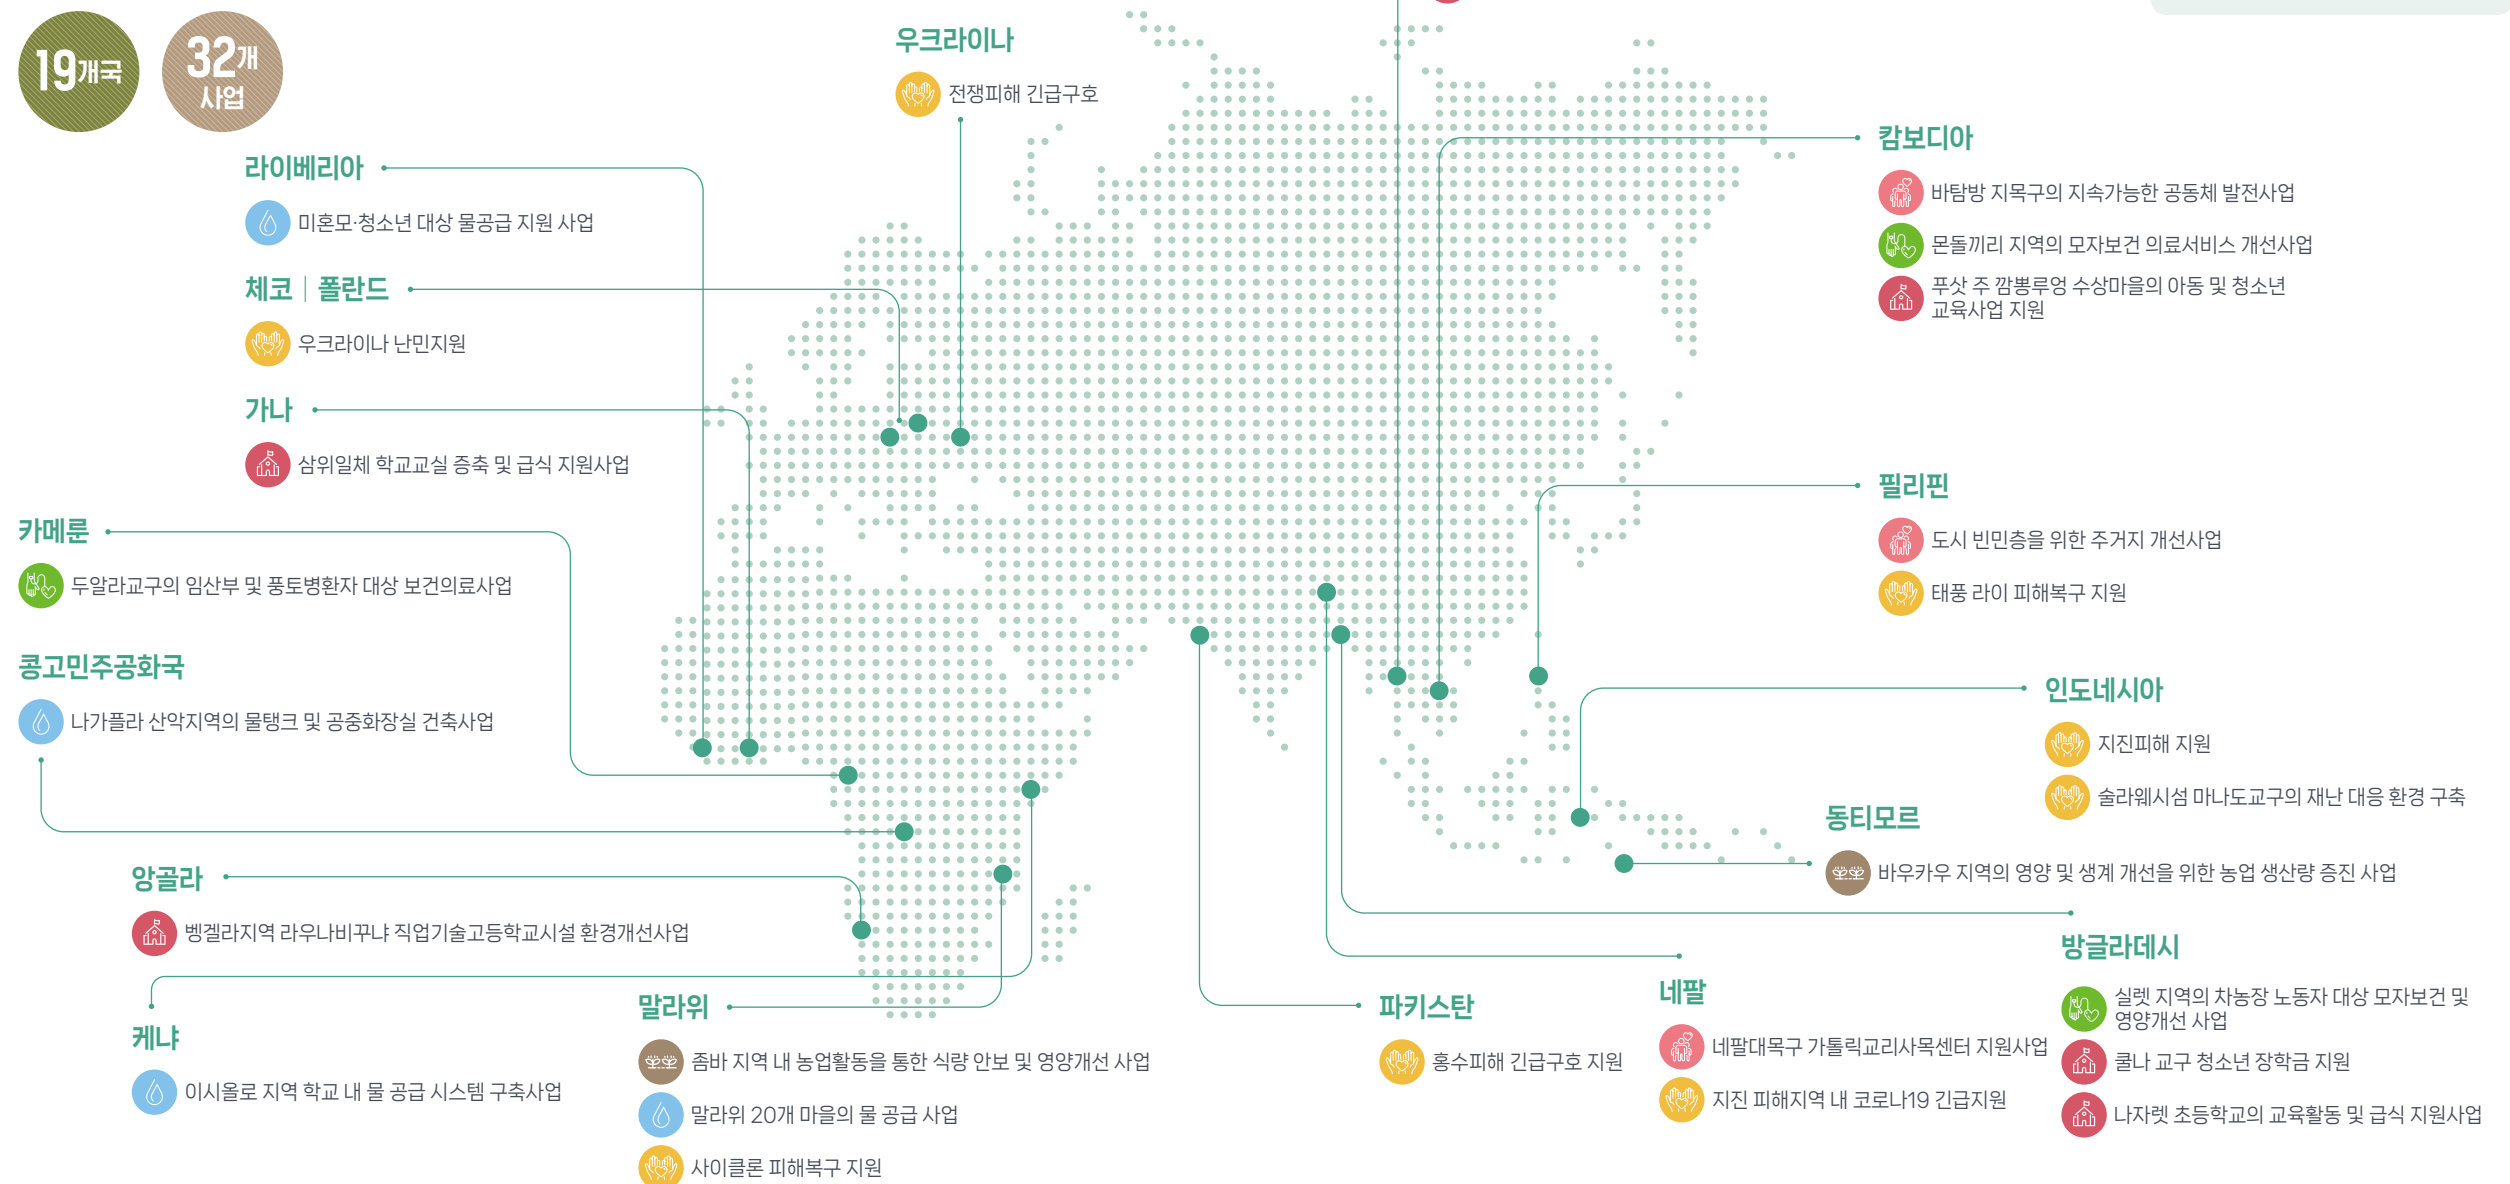 19개국
32개
사업
우크라이나
전쟁피해 긴급구호
라이베리아
미혼모·청소년 대상 물공급 지원 사업
체코 | 폴란드
우크라이나 난민지원
가나
삼위일체 학교교실 증축 및 급식 지원사업
카메룬
두알라교구의 임산부 및 풍토병환자 대상 보건의료사업
콩고민주공화국
나가플라 산악지역의 물탱크 및 공중화장실 건축사업
앙골라
벵겔라지역 라우나비꾸냐 직업기술고등학교시설 환경개선사업
케냐
이시올로 지역 학교 내 물 공급 시스템 구축사업
말라위
좀바 지역 내 농업활동을 통한 식량 안보 및 영양개선 사업
말라위 20개 마을의 물 공급 사업
사이클론 피해복구 지원
캄보디아
바탐방 지목구의 지속가능한 공동체 발전사업
몬돌끼리 지역의 모자보건 의료서비스 개선사업
푸삿 주 깜뽕루엉 수상마을의 아동 및 청소년
교육사업 지원
필리핀
도시 빈민층을 위한 주거지 개선사업
태풍 라이 피해복구 지원
인도네시아
지진피해 지원
술라웨시섬 마나도교구의 재난 대응 환경 구축
동티모르
바우카우 지역의 영양 및 생계 개선을 위한 농업 생산량 증진 사업
파키스탄
홍수피해 긴급구호 지원
네팔
네팔대목구 가톨릭교리사목센터 지원사업
지진 피해지역 내 코로나19 긴급지원
방글라데시
실렛 지역의 차농장 노동자 대상 모자보건 및
영양개선 사업
쿨나 교구 청소년 장학금 지원
나자렛 초등학교의 교육활동 및 급식 지원사업